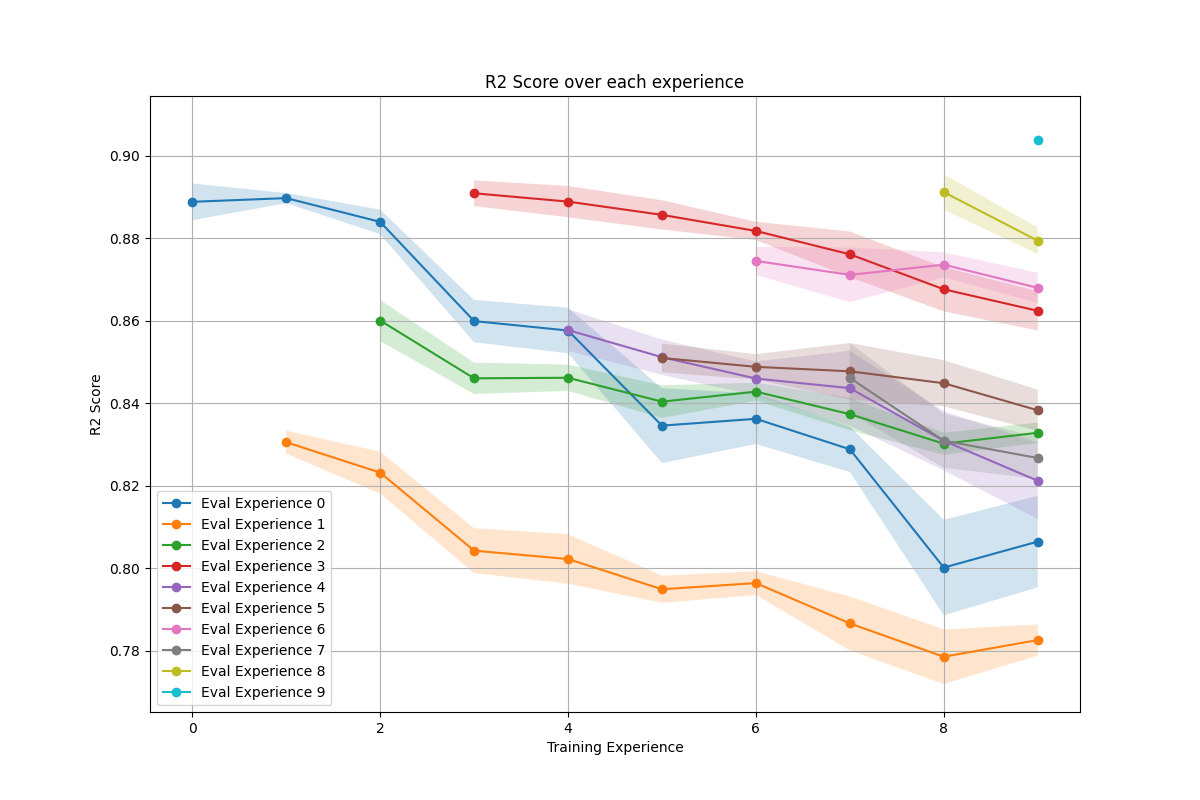 R2 Score over each experience
R2 Score
0.90
0.88
0.86
0.84
0.82
0.80
0.78
Eval Experience 0
Eval Experience 1
Eval Experience 2
Eval Experience 3
Eval Experience 4
Eval Experience 5
Eval Experience 6
Eval Experience 7
Eval Experience 8
Eval Experience 9
0 2 4 6 8
Training Experience